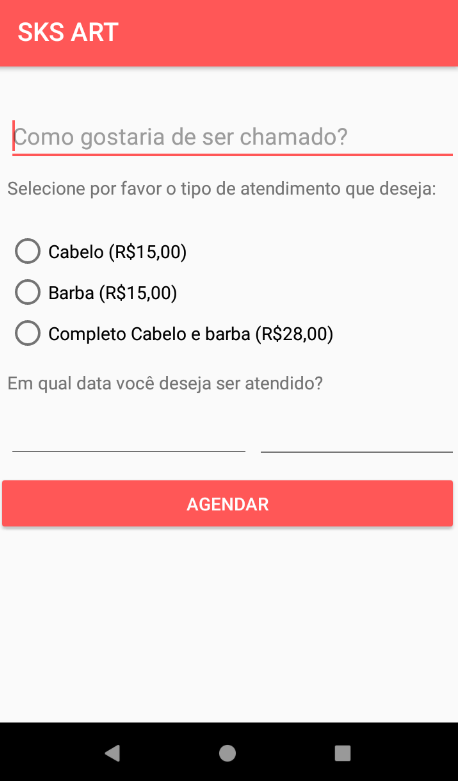 SKS ART
Como gostaria de ser chamado?
Selecione por favor o tipo de atendimento que deseja:
Cabelo (R$15,00)
Barba (R$15,00)
Completo Cabelo e barba (R$28,00)
Em qual data você deseja ser atendido?
AGENDAR